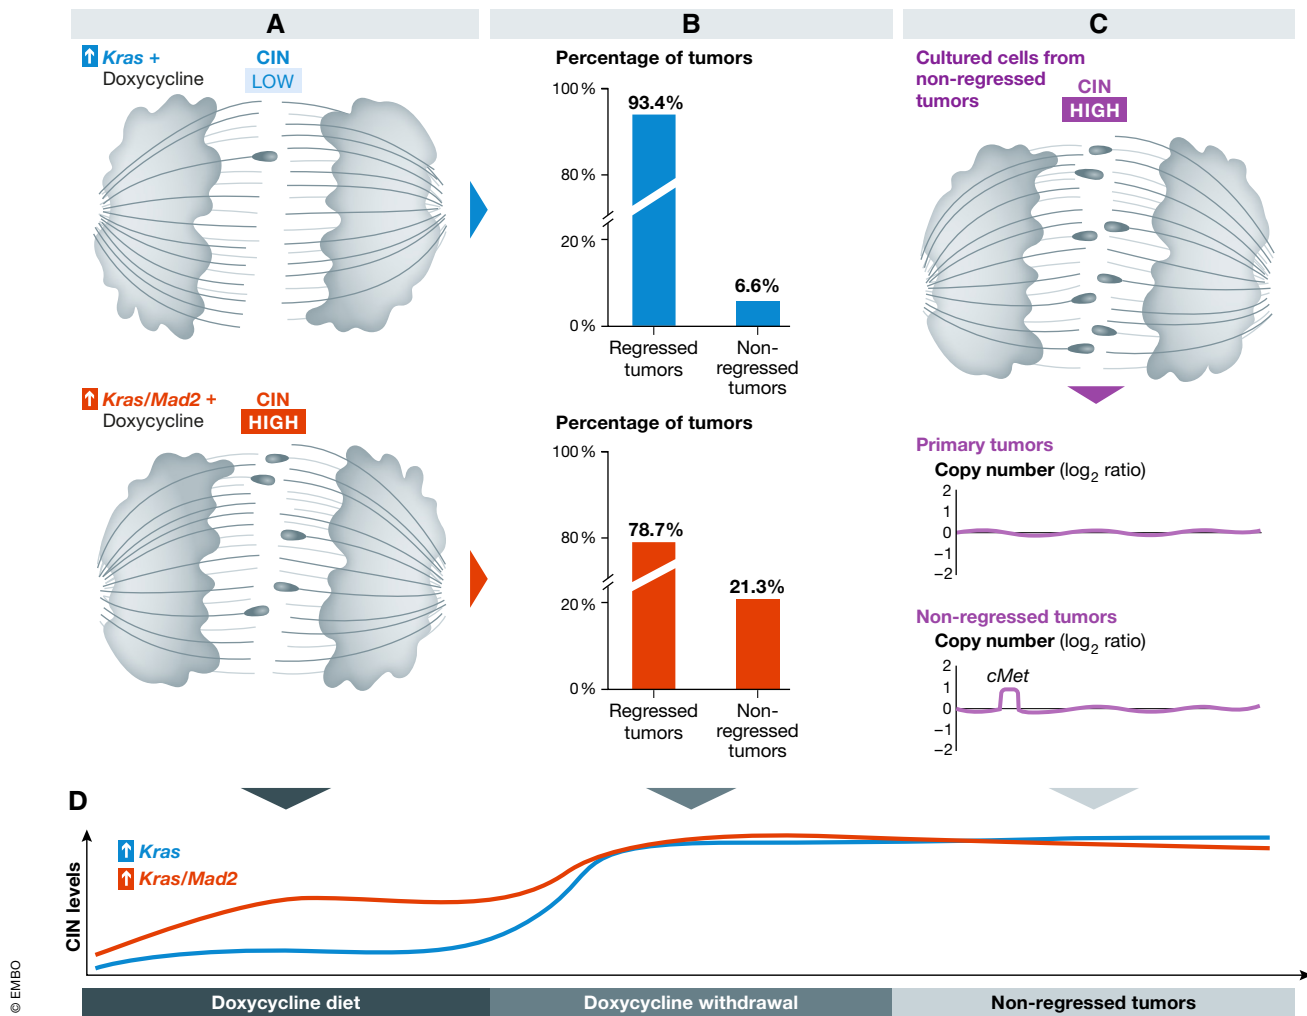 A
B
C
↑ Kras +
Doxycycline
CIN
LOW
Percentage of tumors
100 %
80 %
20 %
0 %
93.4%
6.6%
Regressed
tumors
Non-
regressed
tumors
Cultured cells from
non-regressed
tumors
CIN
HIGH
↑ Kras/Mad2 +
Doxycycline
CIN
HIGH
Percentage of tumors
100 %
80 %
20 %
0 %
78.7%
21.3%
Regressed
tumors
Non-
regressed
tumors
Primary tumors
Copy number (log2 ratio)
2
1
0
−1
−2
Non-regressed tumors
Copy number (log2 ratio)
2
1
0
−1
−2
cMet
D
↑ Kras
↑ Kras/Mad2
CIN levels
Doxycycline diet
Doxycycline withdrawal
Non-regressed tumors
© EMBO